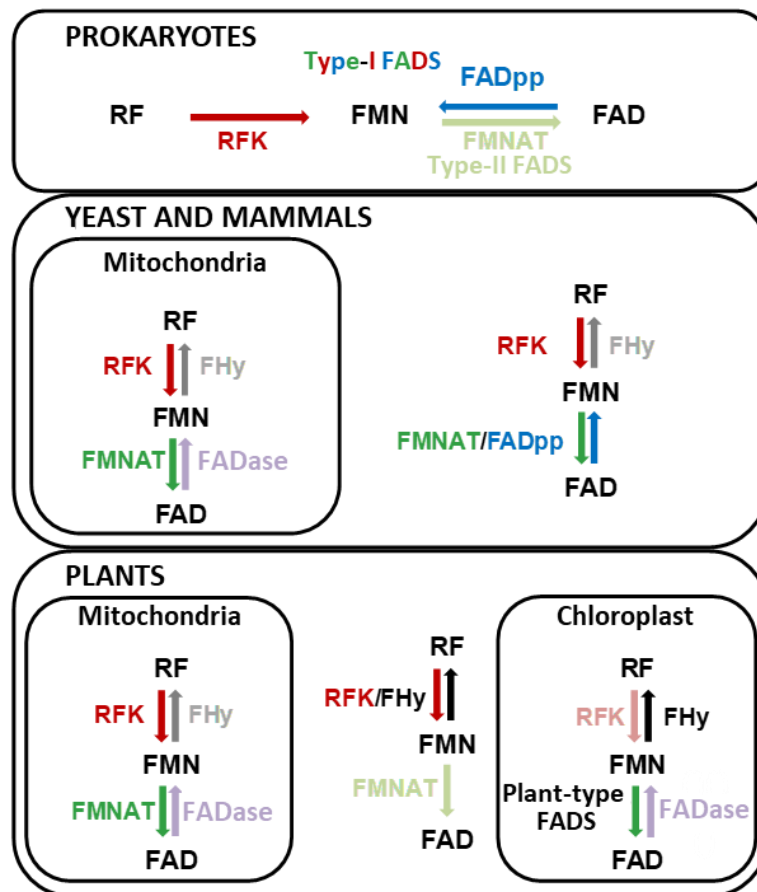 PROKARYOTES
Type-I FADS
FADpp
RF
FMN
FAD
RFK
FMNAT
Type-II FADS
YEAST AND MAMMALS
Mitochondria
RF
RFK
FHy
FMN
FMNAT
FADase
FAD
RF
RFK
FHy
FMN
FMNAT/FADpp
FAD
PLANTS
Mitochondria
RF
RFK
FHy
FMN
FMNAT
FADase
FAD
RF
RFK/FHy
FMN
FMNAT
FAD
Chloroplast
RF
RFK
FHy
FMN
Plant-type
FADS
FADase
FAD